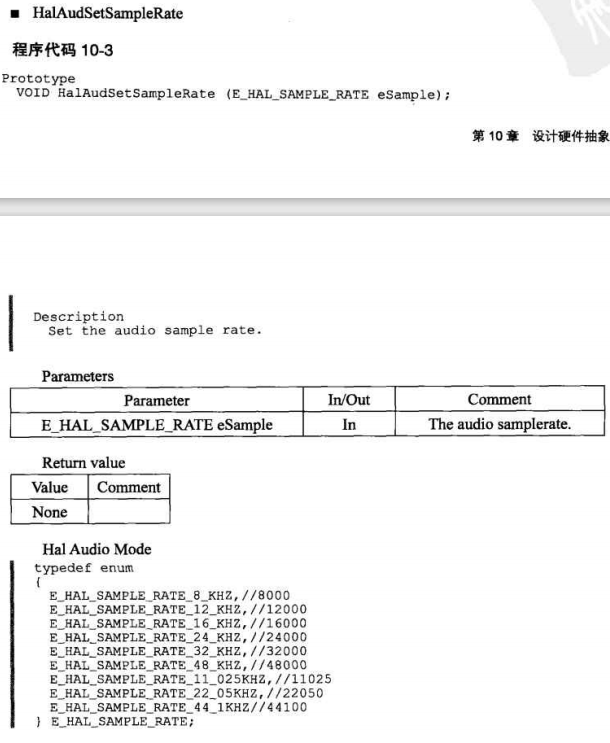 ■ HalAudSetSampleRate
程序代码 10-3
Prototype
VOID HalAudSetSampleRate (E_HAL_SAMPLE_RATE eSample);
第 10 章 设计硬件抽象
Description
Set the audio sample rate.
Parameters
Parameter In/Out Comment
E_HAL_SAMPLE_RATE eSample In The audio samplerate.
Return value
Value Comment
None
Hal Audio Mode
typedef enum
{
E_HAL_SAMPLE_RATE_8_KHZ,//8000
E_HAL_SAMPLE_RATE_12_KHZ,//12000
E_HAL_SAMPLE_RATE_16_KHZ,//16000
E_HAL_SAMPLE_RATE_24_KHZ,//24000
E_HAL_SAMPLE_RATE_32_KHZ,//32000
E_HAL_SAMPLE_RATE_48_KHZ,//48000
E_HAL_SAMPLE_RATE_11_025KHZ,//11025
E_HAL_SAMPLE_RATE_22_05KHZ,//22050
E_HAL_SAMPLE_RATE_44_1KHZ//44100
} E_HAL_SAMPLE_RATE;